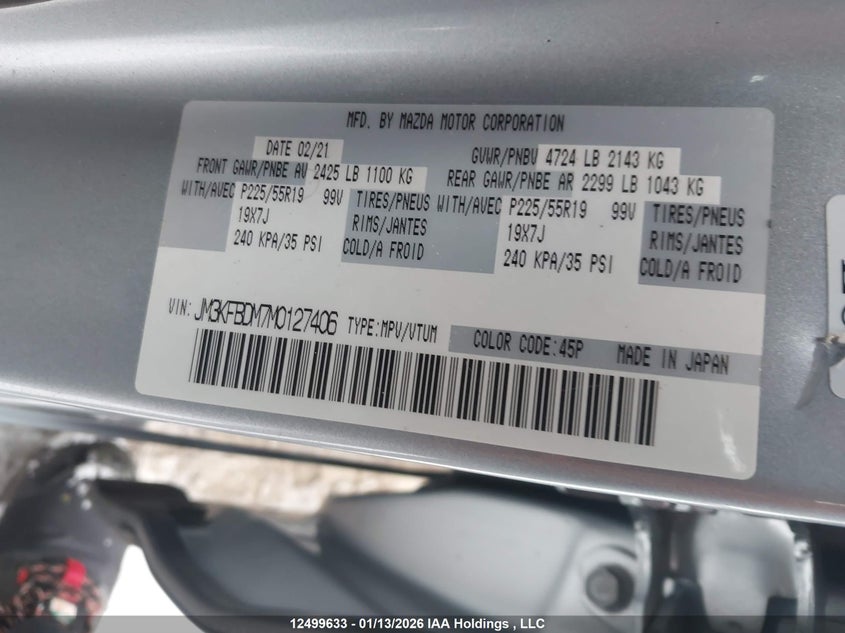 MFD. BY MAZDA MOTOR CORPORATION
DATE 02/21 GVWR/PNBV 4724 LB 2143 KG
FRONT GAWR/PNBE AV 2425 LB 1100 KG REAR GAWR/PNBE AR 2299 LB 1043 KG
WITH/AVEC P225/55R19 99V TIRES/PNEUS WITH/AVEC P225/55R19 99V TIRES/PNEUS
19X7J RIMS/JANTES 19X7J RIMS/JANTES
240 KPA/35 PSI COLD/A FROID 240 KPA/35 PSI COLD/A FROID
VIN: JM3KFBDM7M0127406 TYPE:MPV/VTUM COLOR CODE:45P MADE IN JAPAN
12499633 - 01/13/2026 IAA Holdings , LLC